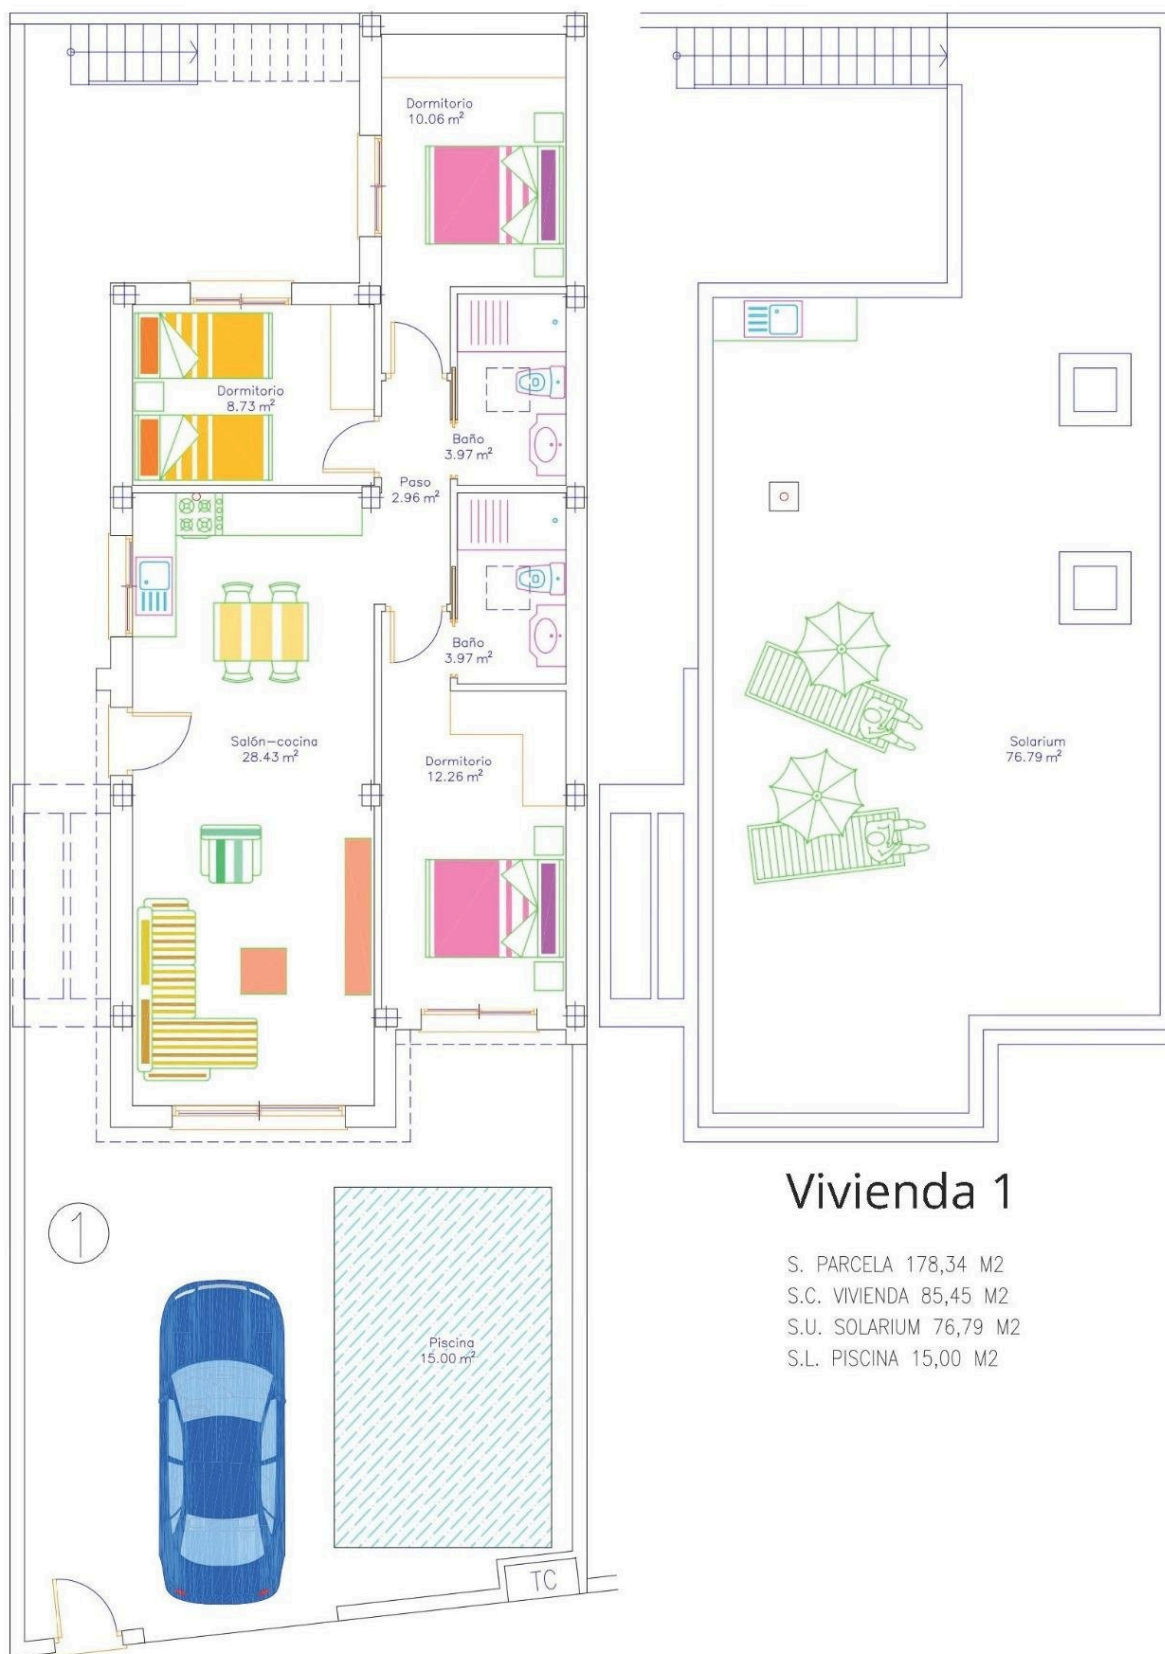 Dormitorio
10.06 m²
Dormitorio
8.73 m²
Baño
3.97 m²
Paso
2.96 m²
Baño
3.97 m²
Salón-cocina
28.43 m²
Dormitorio
12.26 m²
Solarium
76.79 m²
1
Piscina
15.00 m²
TC
Vivienda 1
S. PARCELA 178,34 M2
S.C. VIVIENDA 85,45 M2
S.U. SOLARIUM 76,79 M2
S.L. PISCINA 15,00 M2